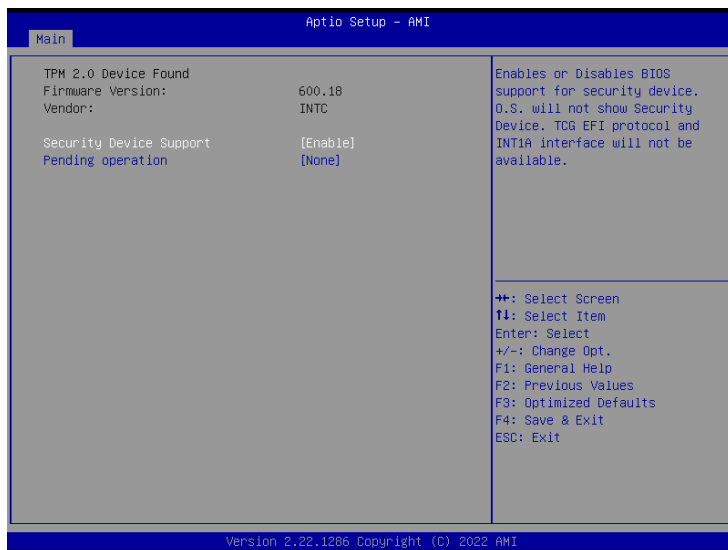 Aptio Setup – AMI
Main
TPM 2.0 Device Found
Firmware Version: 600.18
Vendor: INTC
Security Device Support [Enable]
Pending operation [None]
Enables or Disables BIOS
support for security device.
O.S. will not show Security
Device. TCG EFI protocol and
INT1A interface will not be
available.
→←: Select Screen
↑↓: Select Item
Enter: Select
+/-: Change Opt.
F1: General Help
F2: Previous Values
F3: Optimized Defaults
F4: Save & Exit
ESC: Exit
Version 2.22.1286 Copyright (C) 2022 AMI